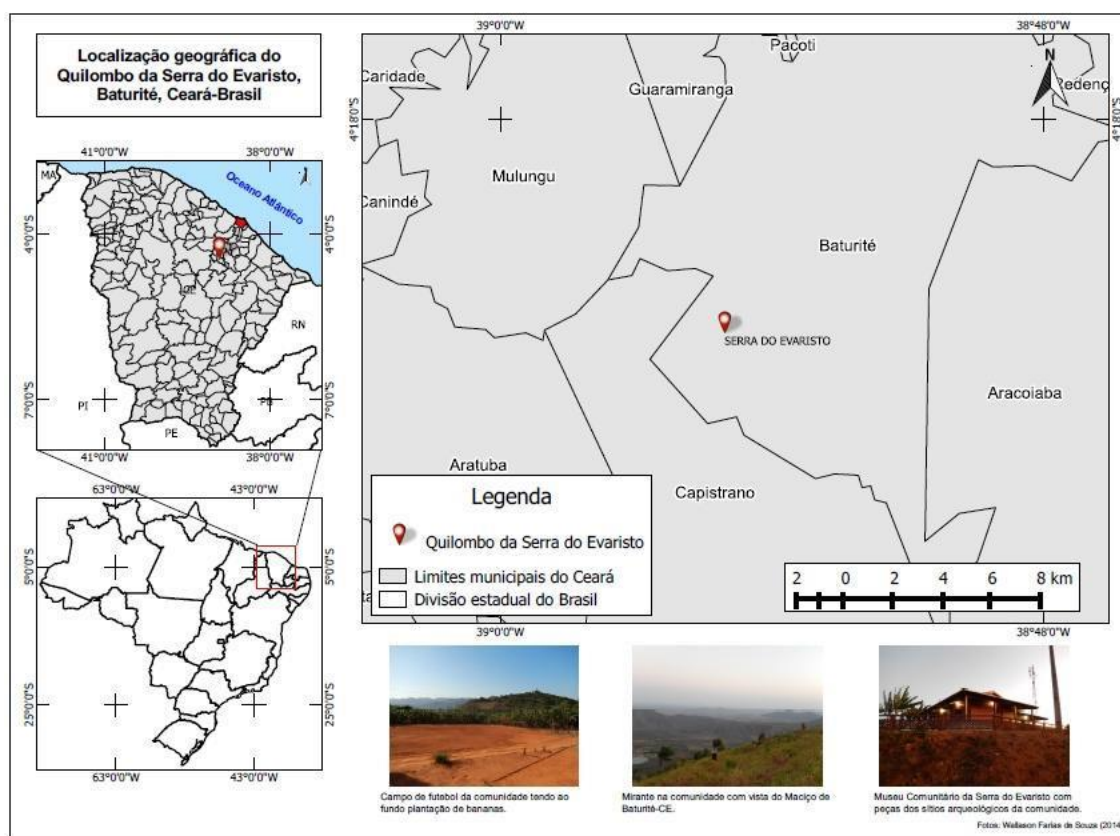 Localização geográfica do
Quilombo da Serra do Evaristo,
Baturité, Ceará-Brasil
41°0'0"W
38°0'0"W
MA
Oceano Atlântico
4°0'0"S
4°0'0"S
CE
RN
7°0'0"S
7°0'0"S
PI
PB
PE
41°0'0"W
38°0'0"W
63°0'0"W
43°0'0"W
5°0'0"S
5°0'0"S
25°0'0"S
25°0'0"S
63°0'0"W
43°0'0"W
39°0'0"W
38°48'0"W
Pacoti
N
Caridade
Guaramiranga
Redenç
4°18'0"S
4°18'0"S
Mulungu
Canindé
Baturité
SERRA DO EVARISTO
Aracoiaba
Aratuba
Capistrano
Legenda
Quilombo da Serra do Evaristo
Limites municipais do Ceará
Divisão estadual do Brasil
2 0 2 4 6 8 km
39°0'0"W
38°48'0"W
Campo de futebol da comunidade tendo ao
fundo plantação de bananas.
Mirante na comunidade com vista do Maciço de
Baturité-CE.
Museu Comunitário da Serra do Evaristo com
peças dos sítios arqueológicos da comunidade.
Fotos: Wallason Farias de Souza (2014